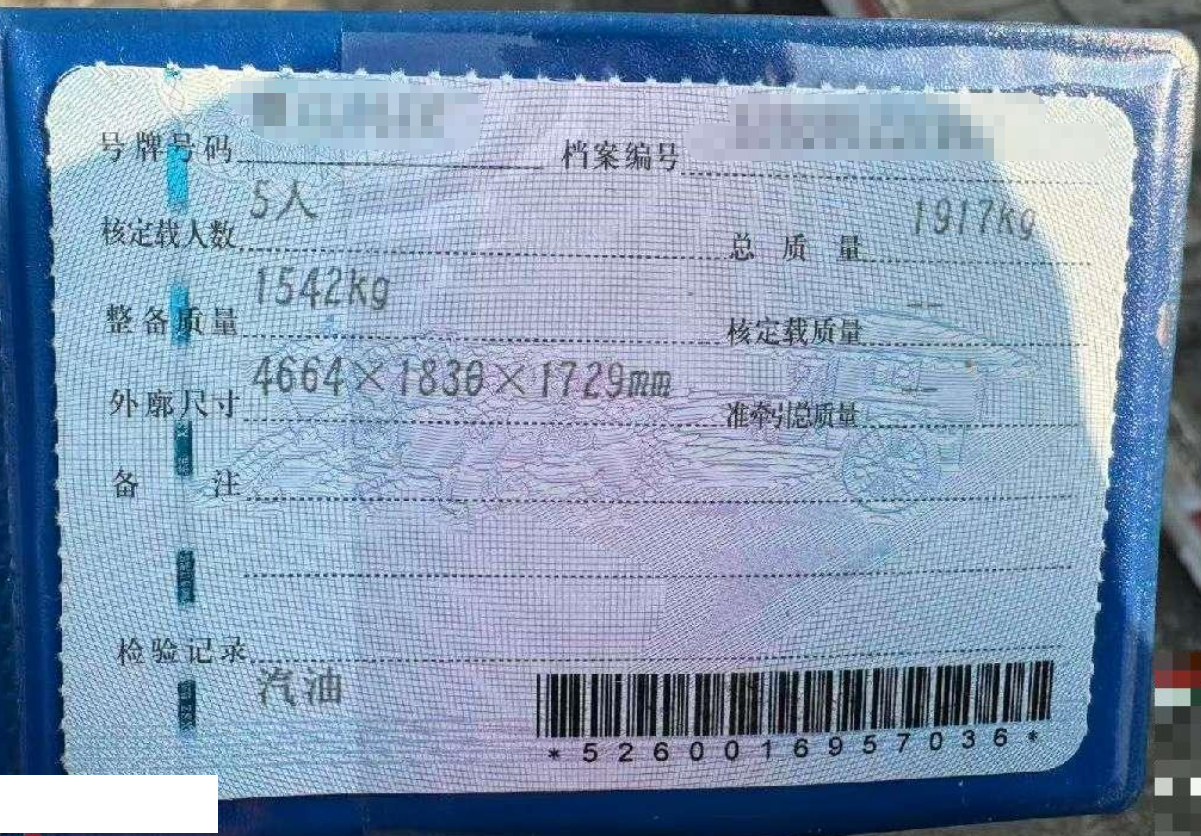 号牌号码 档案编号
核定载人数 5人 总质量 1917kg
整备质量 1542kg 核定载质量 --
外廓尺寸 4664×1830×1729mm 准牵引总质量 --
备注
检验记录 汽油
*5260016957036*